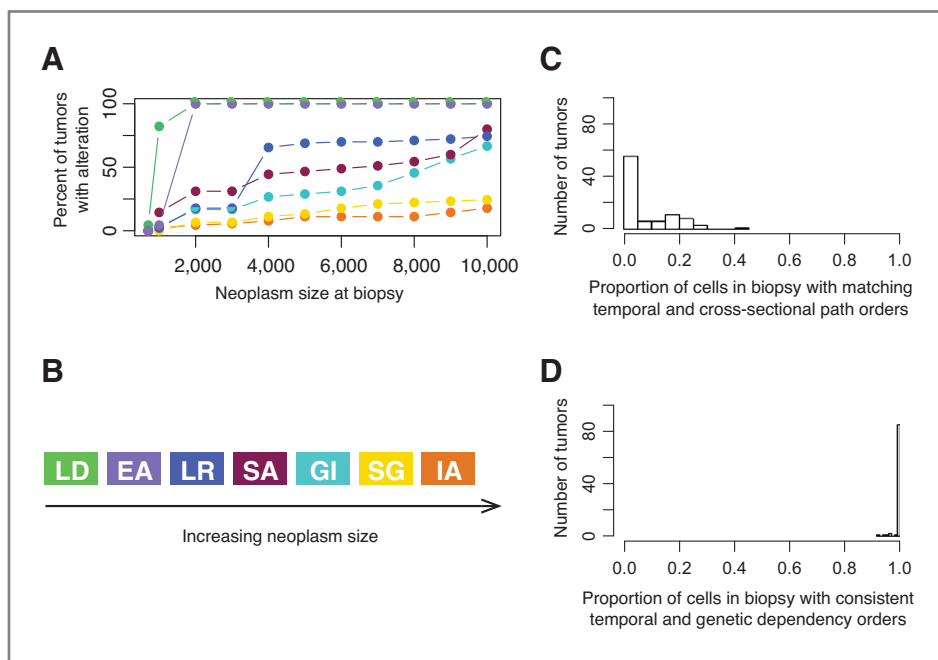 A
Percent of tumors
with alteration
100
50
0
2,000 4,000 6,000 8,000 10,000
Neoplasm size at biopsy
B
LD EA LR SA GI SG IA
Increasing neoplasm size
C
Number of tumors
80
40
0
0.0 0.2 0.4 0.6 0.8 1.0
Proportion of cells in biopsy with matching
temporal and cross-sectional path orders
D
Number of tumors
80
40
0
0.0 0.2 0.4 0.6 0.8 1.0
Proportion of cells in biopsy with consistent
temporal and genetic dependency orders